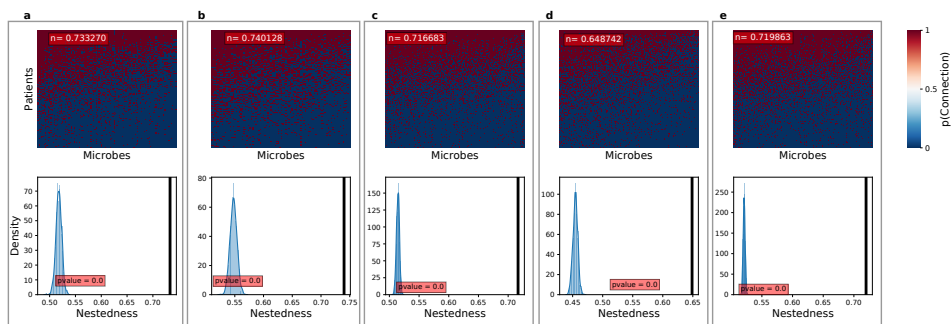 a
b
c
d
e
n= 0.733270
n= 0.740128
n= 0.716683
n= 0.648742
n= 0.719863
Patients
Microbes
Microbes
Microbes
Microbes
Microbes
1
0.5
0
p(Connection)
Density
70
60
50
40
30
20
10
0
pvalue = 0.0
0.50 0.55 0.60 0.65 0.70
Nestedness
80
60
40
20
0
pvalue = 0.0
0.50 0.55 0.60 0.65 0.70 0.75
Nestedness
150
125
100
75
50
25
0
pvalue = 0.0
0.50 0.55 0.60 0.65 0.70
Nestedness
100
80
60
40
20
0
pvalue = 0.0
0.45 0.50 0.55 0.60 0.65
Nestedness
250
200
150
100
50
0
pvalue = 0.0
0.55 0.60 0.65 0.70
Nestedness